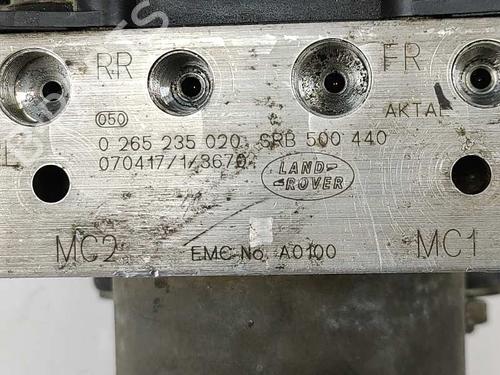 RR FR
050 AKTAL
0 265 235 020 SRB 500 440
070417/1/367
LAND
ROVER
MC2 MC1
EMC-No. A0100